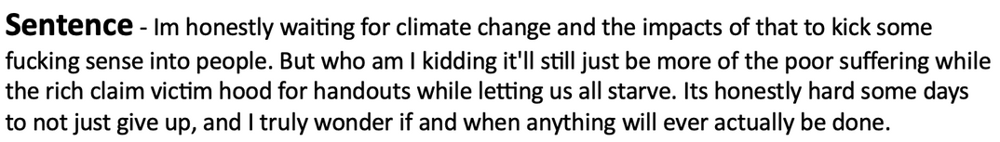 Sentence - Im honestly waiting for climate change and the impacts of that to kick some
fucking sense into people. But who am I kidding it'll still just be more of the poor suffering while
the rich claim victim hood for handouts while letting us all starve. Its honestly hard some days
to not just give up, and I truly wonder if and when anything will ever actually be done.